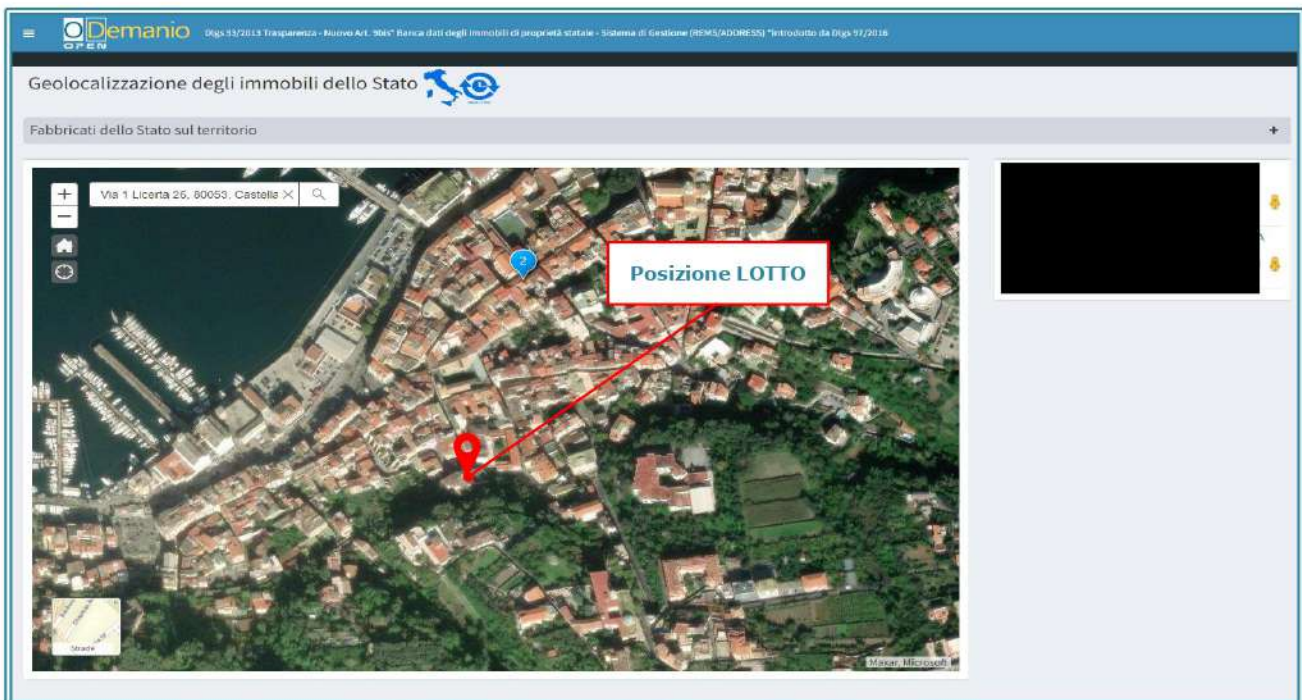 Demanio
OPEN
Dlgs 33/2013 Trasparenza - Nuovo Art. 9bis" Banca dati degli immobili di proprietà statale - Sistema di Gestione (REMS/ADDRESS) "introdotto da Dlgs 97/2016
Geolocalizzazione degli immobili dello Stato
Fabbricati dello Stato sul territorio
+
+
Via 1 Licerta 25, 80053, Castella
−
2
Posizione LOTTO
Strade
Maxar, Microsoft